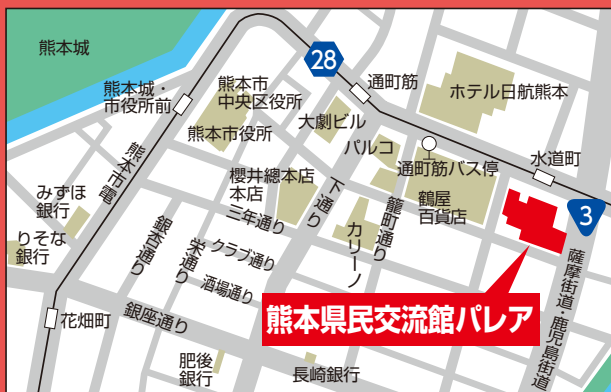 熊本城
28
熊本城・
市役所前
熊本市
中央区役所
熊本市役所
通町筋
ホテル日航熊本
大劇ビル
パルコ
通町筋バス停
水道町
熊本市電
みずほ
銀行
りそな
銀行
櫻井總本店
本店
下通り
籠町通り
鶴屋
百貨店
3
三年通り
銀杏通り
栄通り
クラブ通り
酒場通り
カリーノ
薩摩街道・鹿児島街道
花畑町
銀座通り
熊本県民交流館パレア
肥後
銀行
長崎銀行